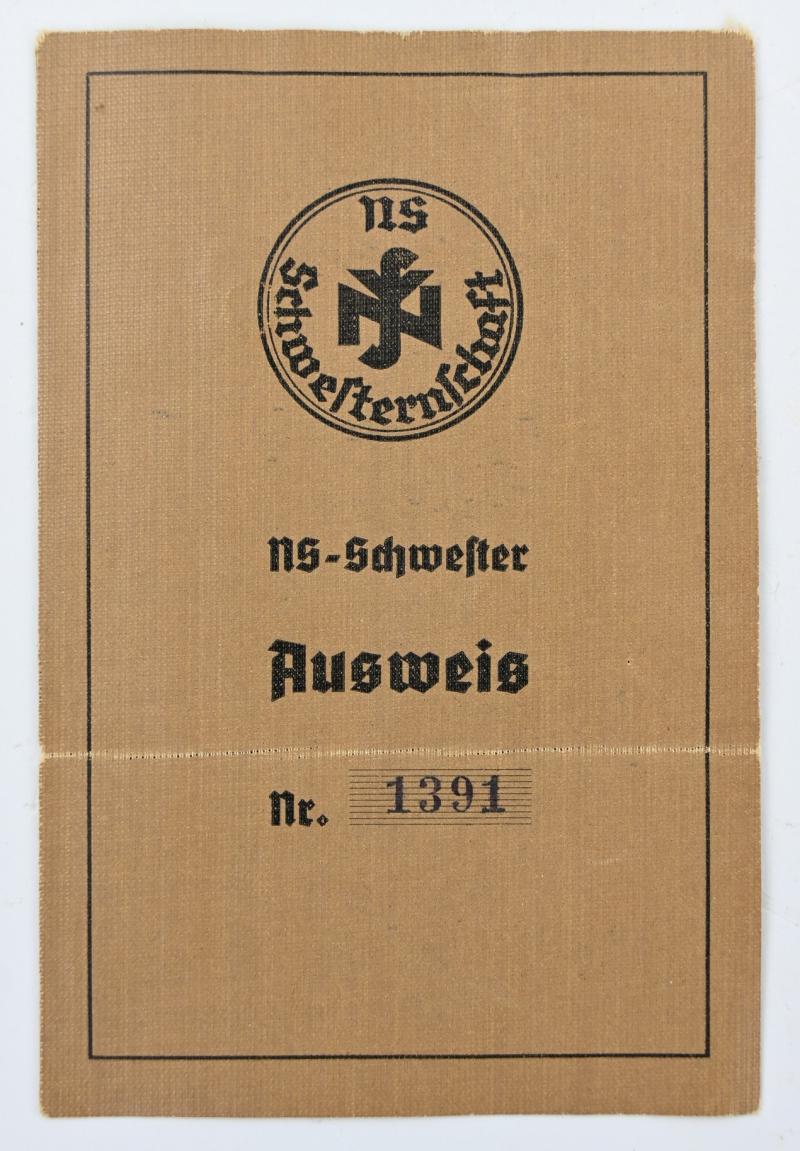 NS
Schweſternschaft
NS-Schweſter
Ausweis
Nr. 1391